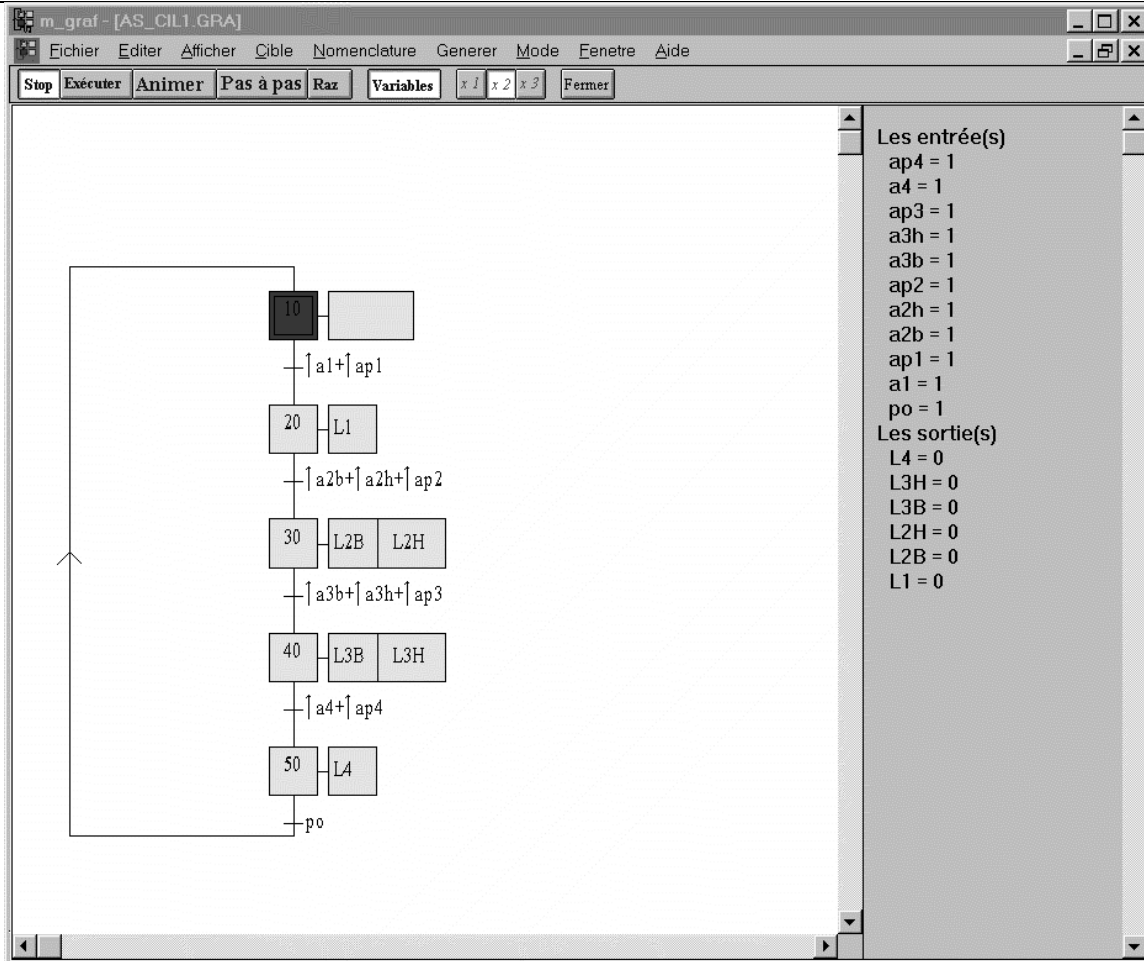 m_graf - [AS_CIL1.GRA]
Fichier Editer Afficher Cible Nomenclature Generer Mode Fenetre Aide
Stop Exécuter Animer Pas à pas Raz Variables x 1 x 2 x 3 Fermer
10
↑a1+↑ap1
20 L1
↑a2b+↑a2h+↑ap2
30 L2B L2H
↑a3b+↑a3h+↑ap3
40 L3B L3H
↑a4+↑ap4
50 L4
po
Les entrée(s)
ap4 = 1
a4 = 1
ap3 = 1
a3h = 1
a3b = 1
ap2 = 1
a2h = 1
a2b = 1
ap1 = 1
a1 = 1
po = 1
Les sortie(s)
L4 = 0
L3H = 0
L3B = 0
L2H = 0
L2B = 0
L1 = 0